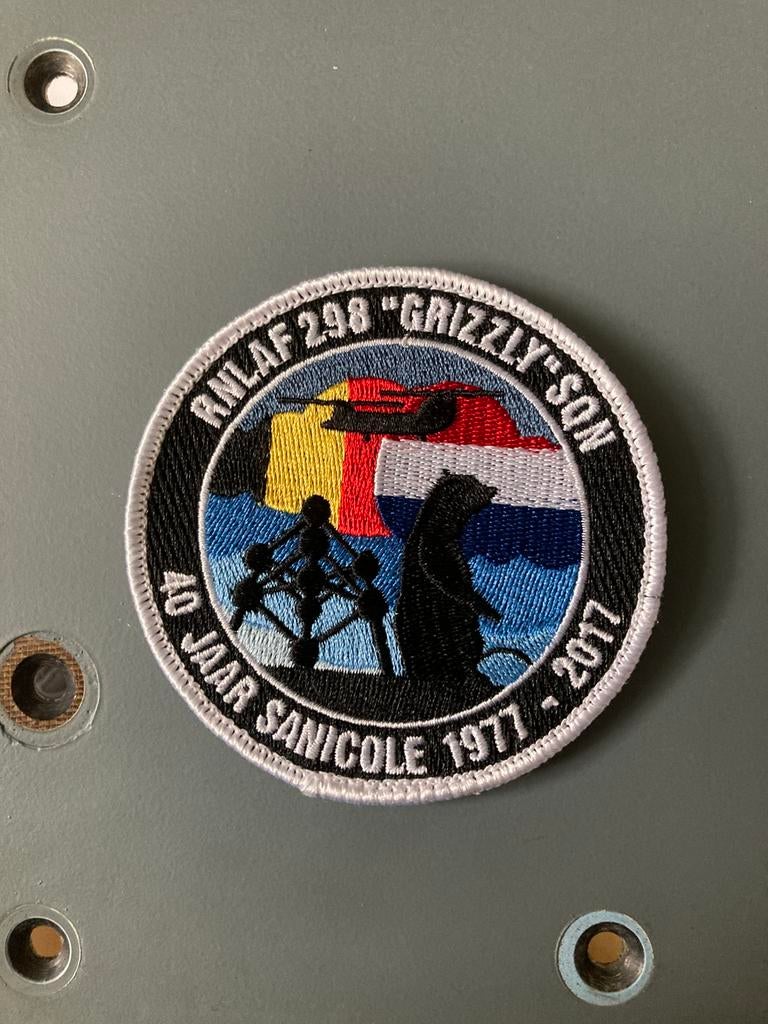 RNLAF 298 "GRIZZLY" SQN
40 JAAR SANICOLE 1977 - 2017